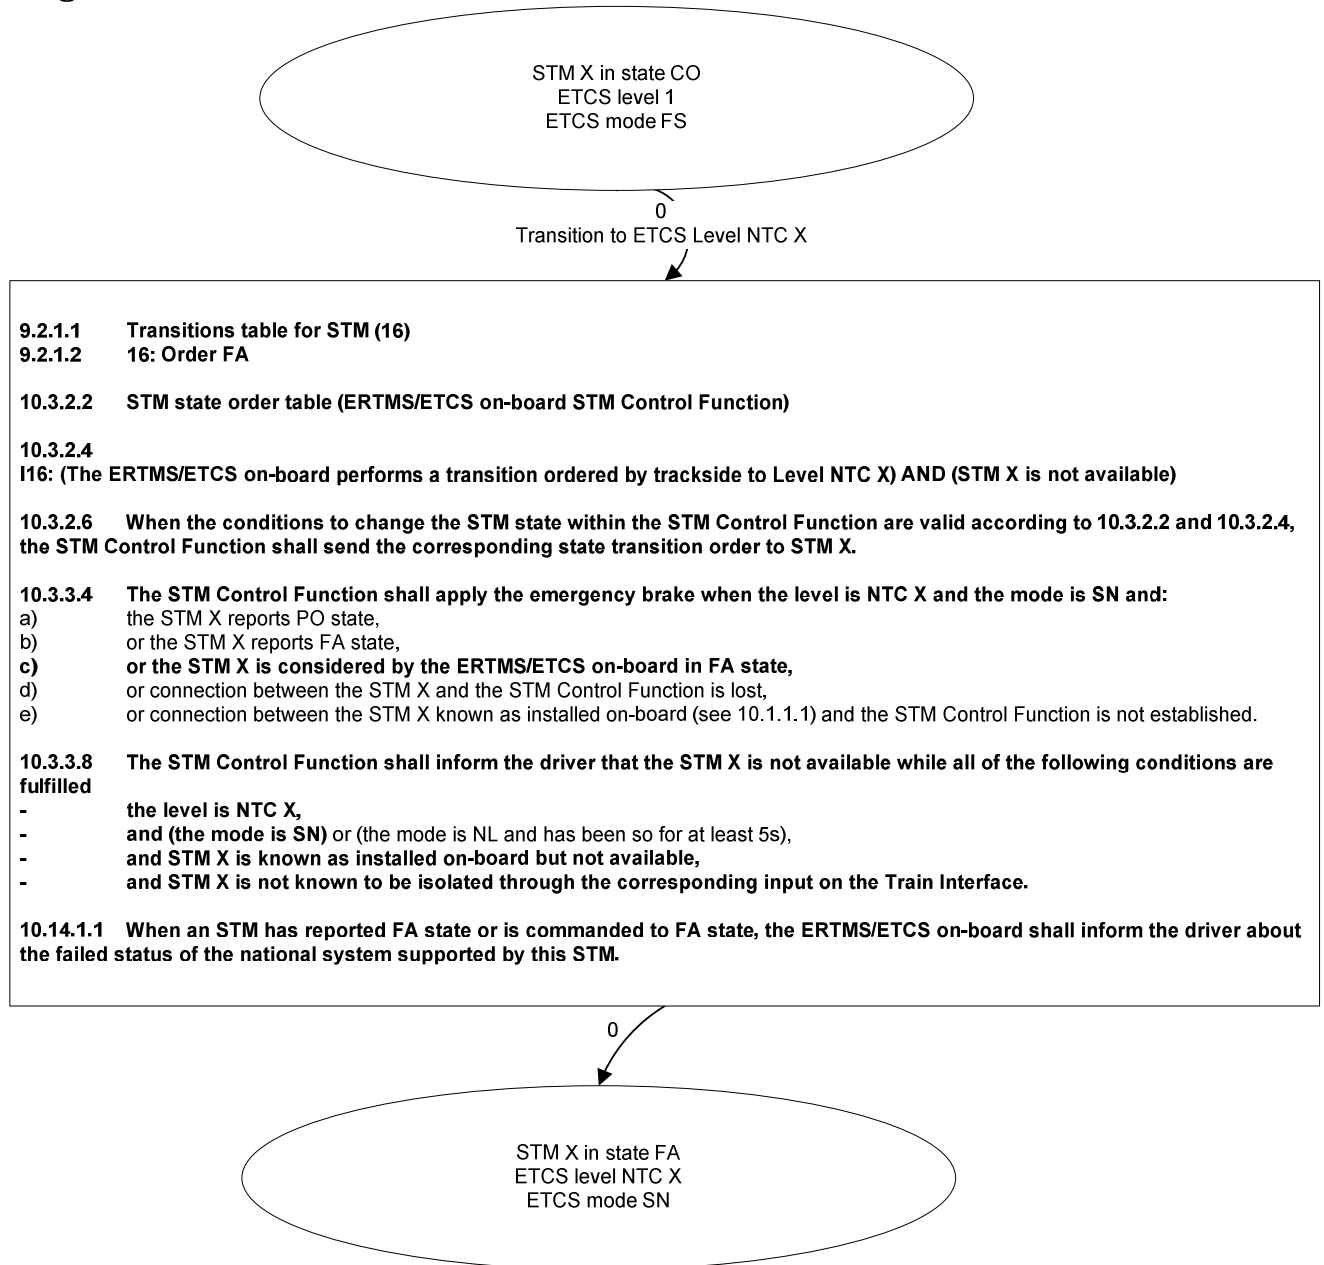 STM X in state CO
ETCS level 1
ETCS mode FS
0
Transition to ETCS Level NTC X
9.2.1.1 Transitions table for STM (16)
9.2.1.2 16: Order FA
10.3.2.2 STM state order table (ERTMS/ETCS on-board STM Control Function)
10.3.2.4
I16: (The ERTMS/ETCS on-board performs a transition ordered by trackside to Level NTC X) AND (STM X is not available)
10.3.2.6 When the conditions to change the STM state within the STM Control Function are valid according to 10.3.2.2 and 10.3.2.4,
the STM Control Function shall send the corresponding state transition order to STM X.
10.3.3.4 The STM Control Function shall apply the emergency brake when the level is NTC X and the mode is SN and:
a) the STM X reports PO state,
b) or the STM X reports FA state,
c) or the STM X is considered by the ERTMS/ETCS on-board in FA state,
d) or connection between the STM X and the STM Control Function is lost,
e) or connection between the STM X known as installed on-board (see 10.1.1.1) and the STM Control Function is not established.
10.3.3.8 The STM Control Function shall inform the driver that the STM X is not available while all of the following conditions are
fulfilled
- the level is NTC X,
- and (the mode is SN) or (the mode is NL and has been so for at least 5s),
- and STM X is known as installed on-board but not available,
- and STM X is not known to be isolated through the corresponding input on the Train Interface.
10.14.1.1 When an STM has reported FA state or is commanded to FA state, the ERTMS/ETCS on-board shall inform the driver about
the failed status of the national system supported by this STM.
0
STM X in state FA
ETCS level NTC X
ETCS mode SN